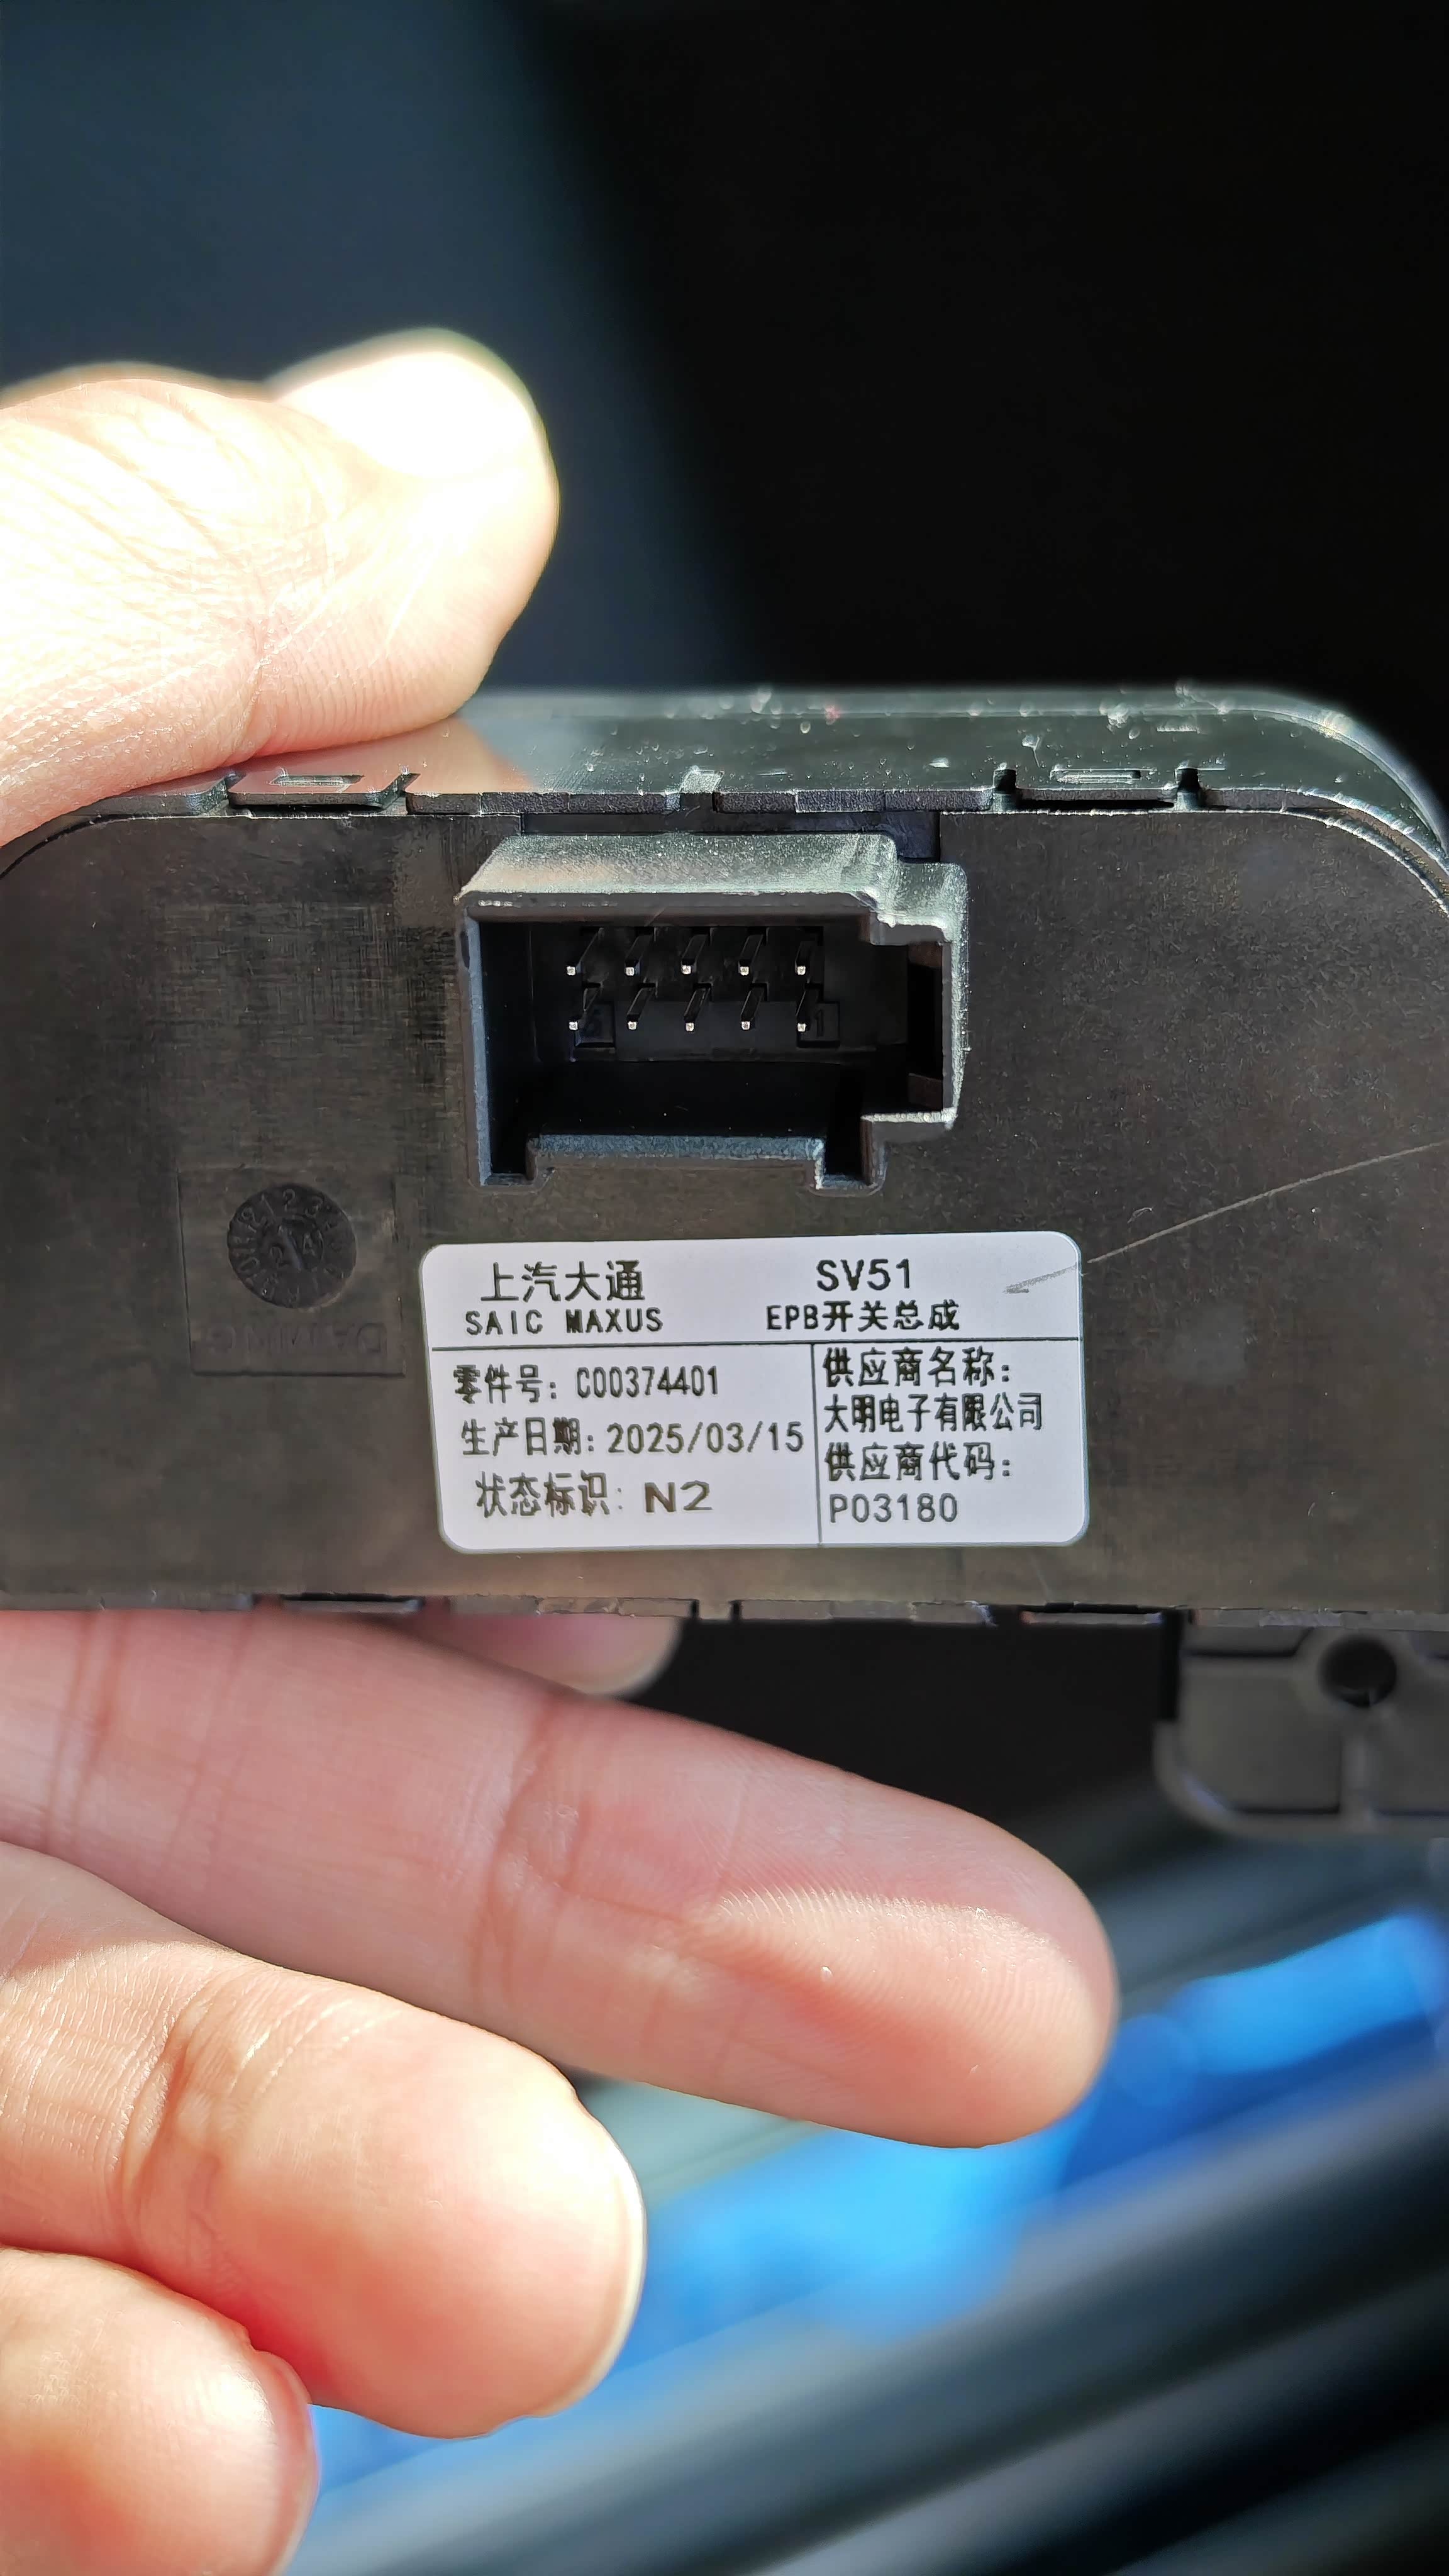 上汽大通 SV51
SAIC MAXUS EPB开关总成
零件号: C00374401
生产日期: 2025/03/15
状态标识: N2
供应商名称:
大明电子有限公司
供应商代码:
P03180